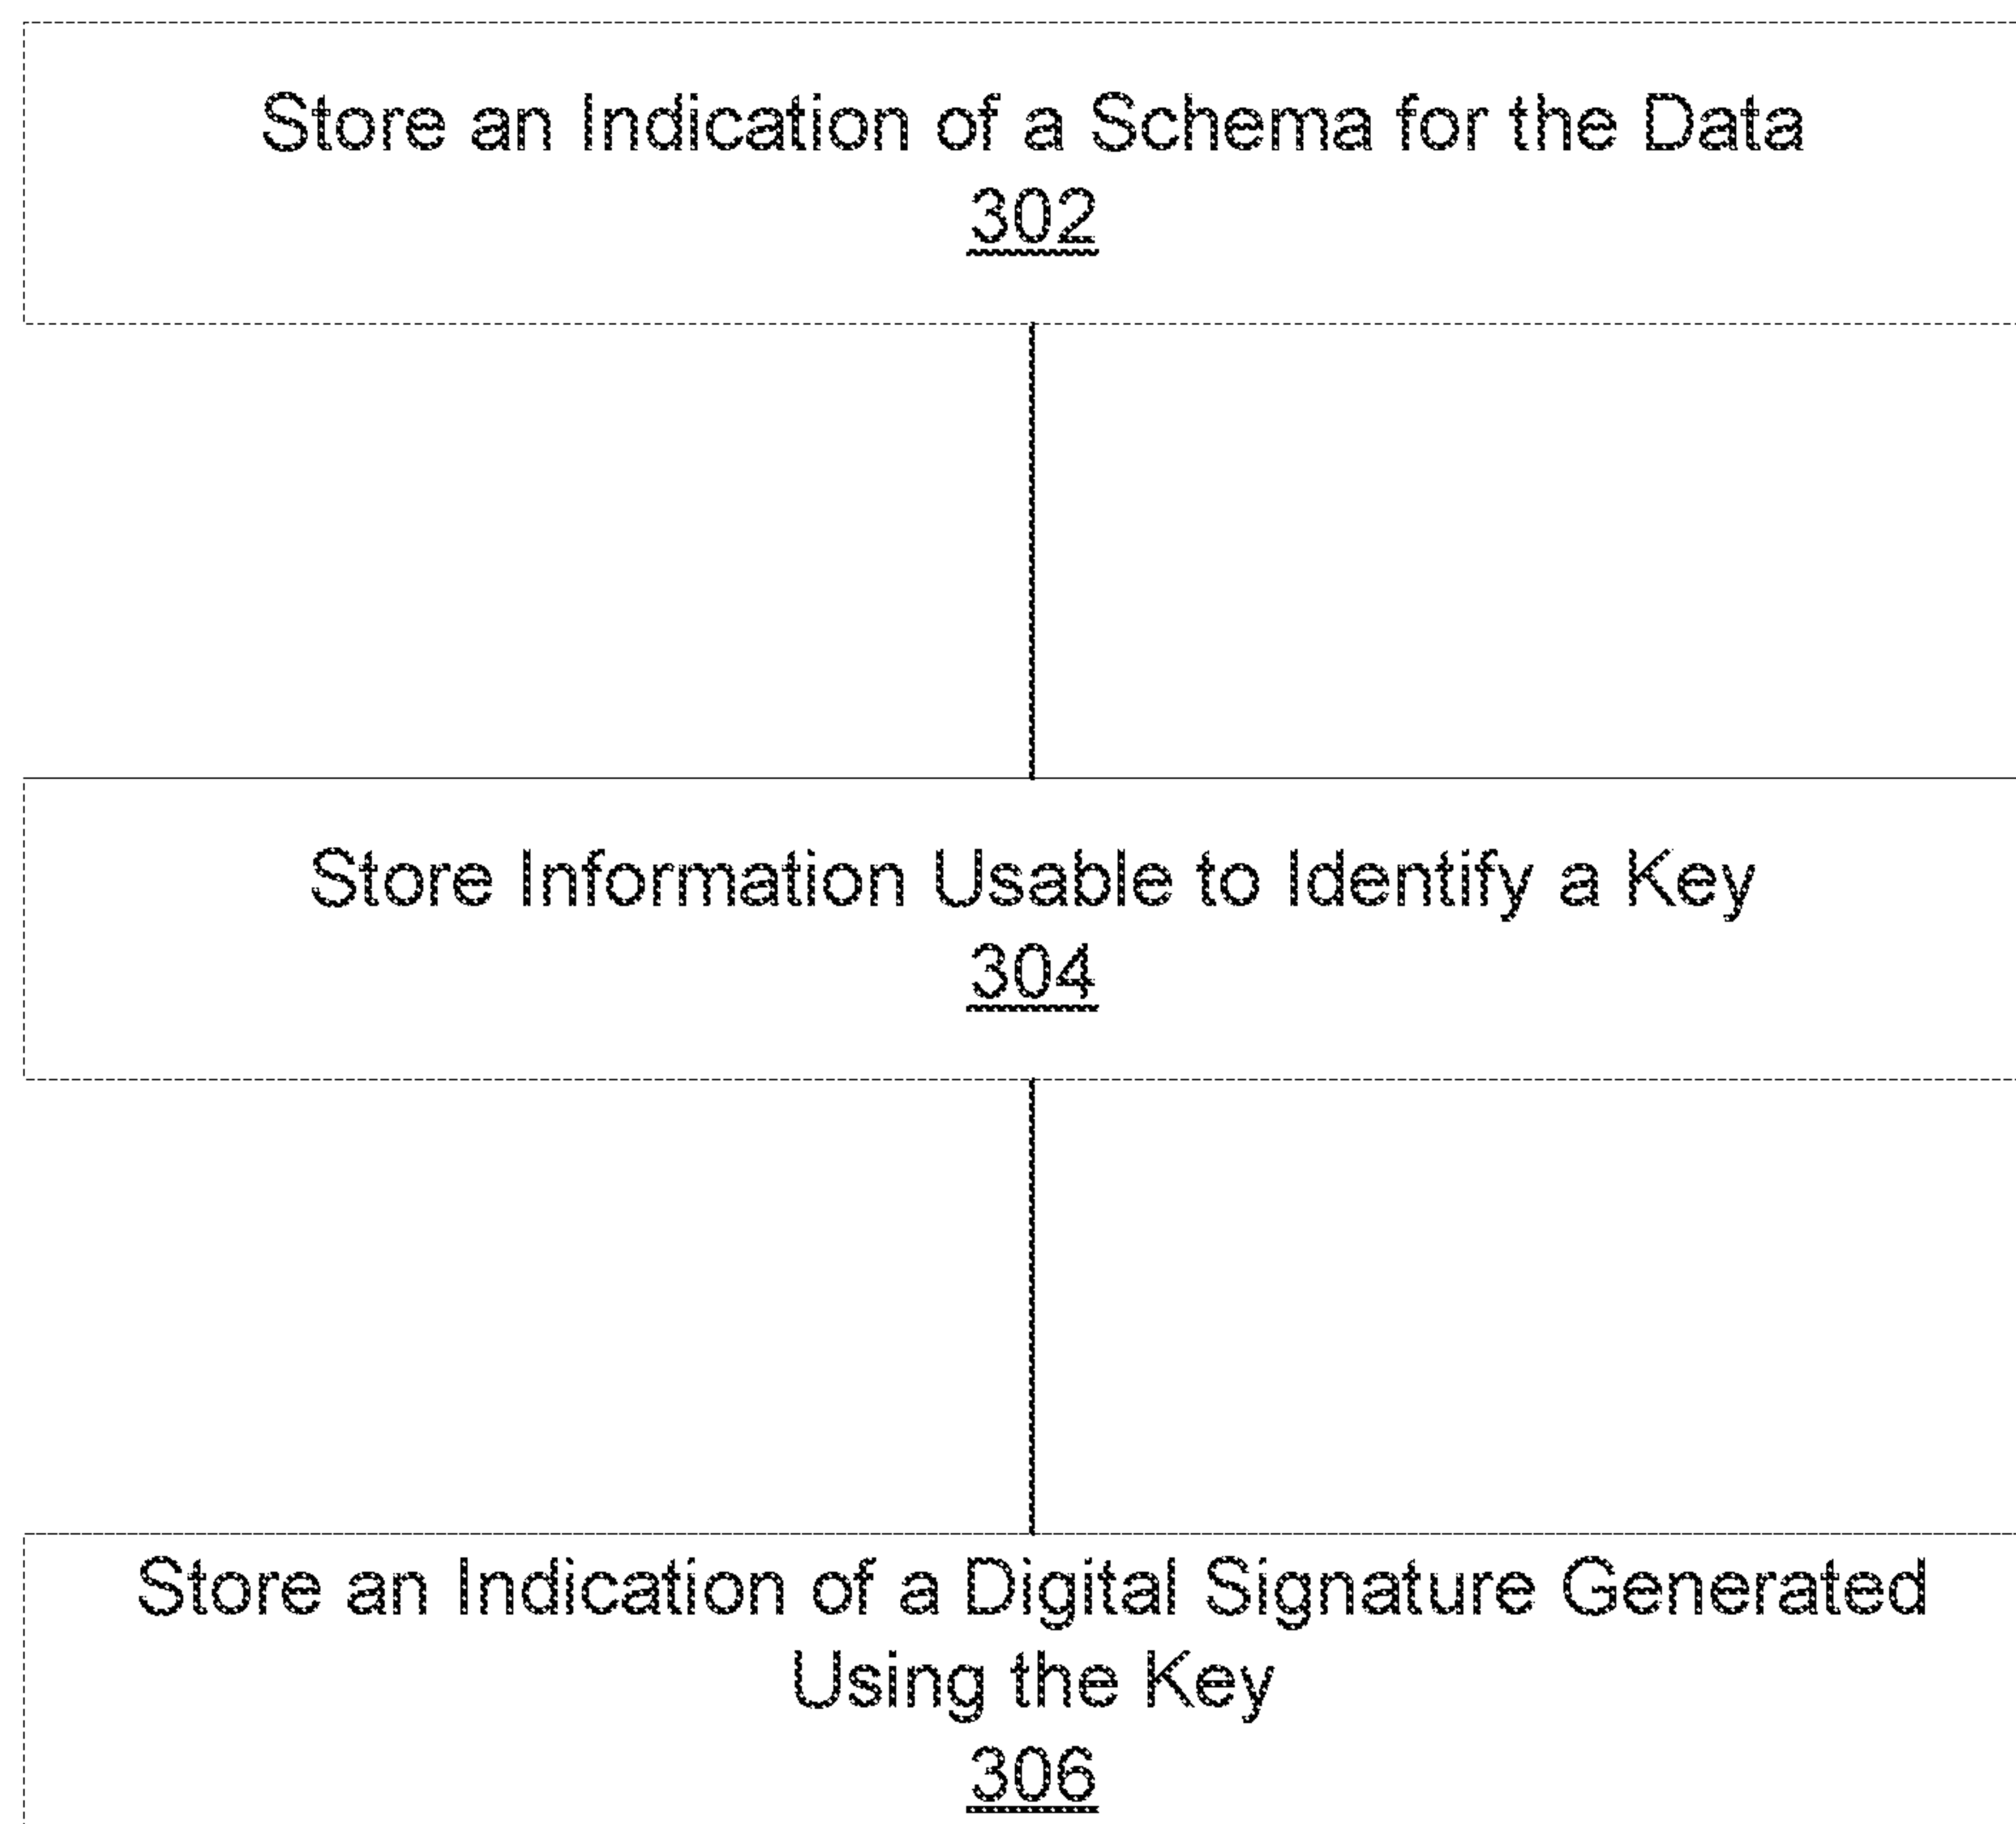 Store an Indication of a Schema for the Data
302
Store Information Usable to Identify a Key
304
Store an Indication of a Digital Signature Generated
Using the Key
306